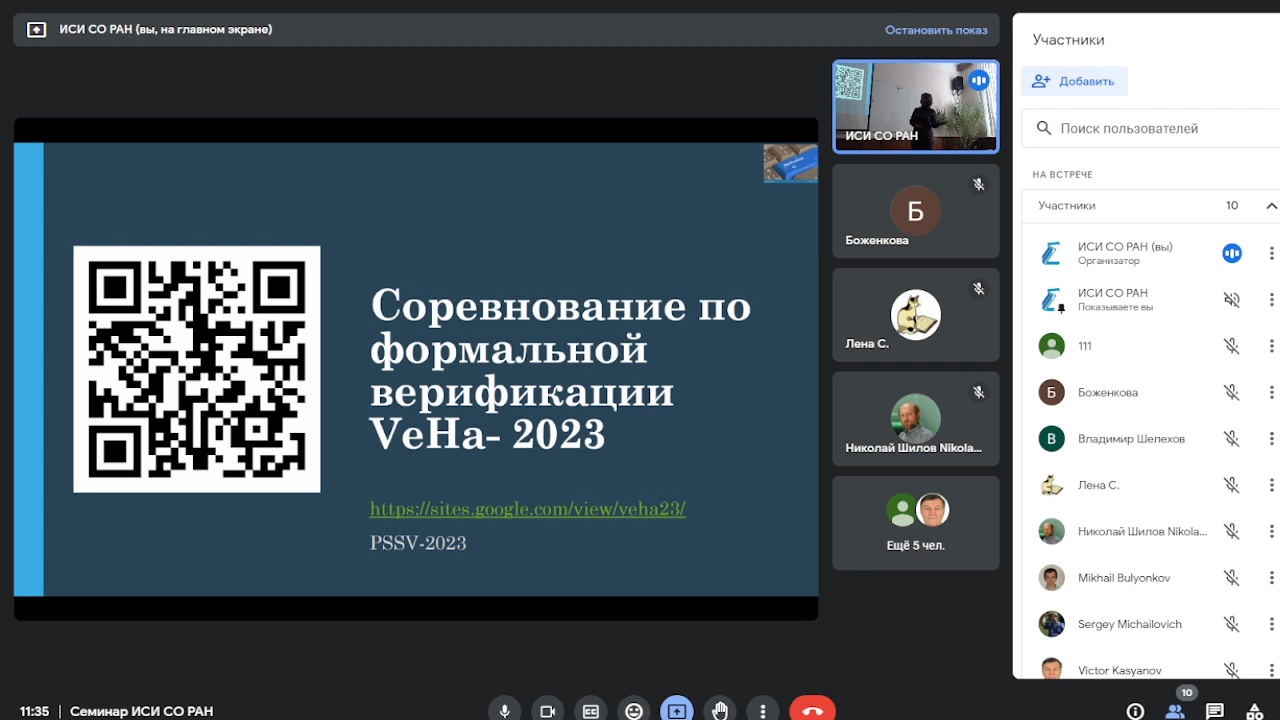 ИСИ СО РАН (вы, на главном экране)
Остановить показ
Соревнование по
формальной
верификации
VeHa- 2023
https://sites.google.com/view/veha23/
PSSV-2023
ИСИ СО РАН
Б
Боженкова
Лена С.
Николай Шилов Nikola...
Ещё 5 чел.
Участники
Добавить
Поиск пользователей
НА ВСТРЕЧЕ
Участники 10
ИСИ СО РАН (вы)
Организатор
ИСИ СО РАН
Показываете вы
111
Б Боженкова
В Владимир Шелехов
Лена С.
Николай Шилов Nikola...
Mikhail Bulyonkov
Sergey Michailovich
Victor Kasyanov
11:35 | Семинар ИСИ СО РАН
10